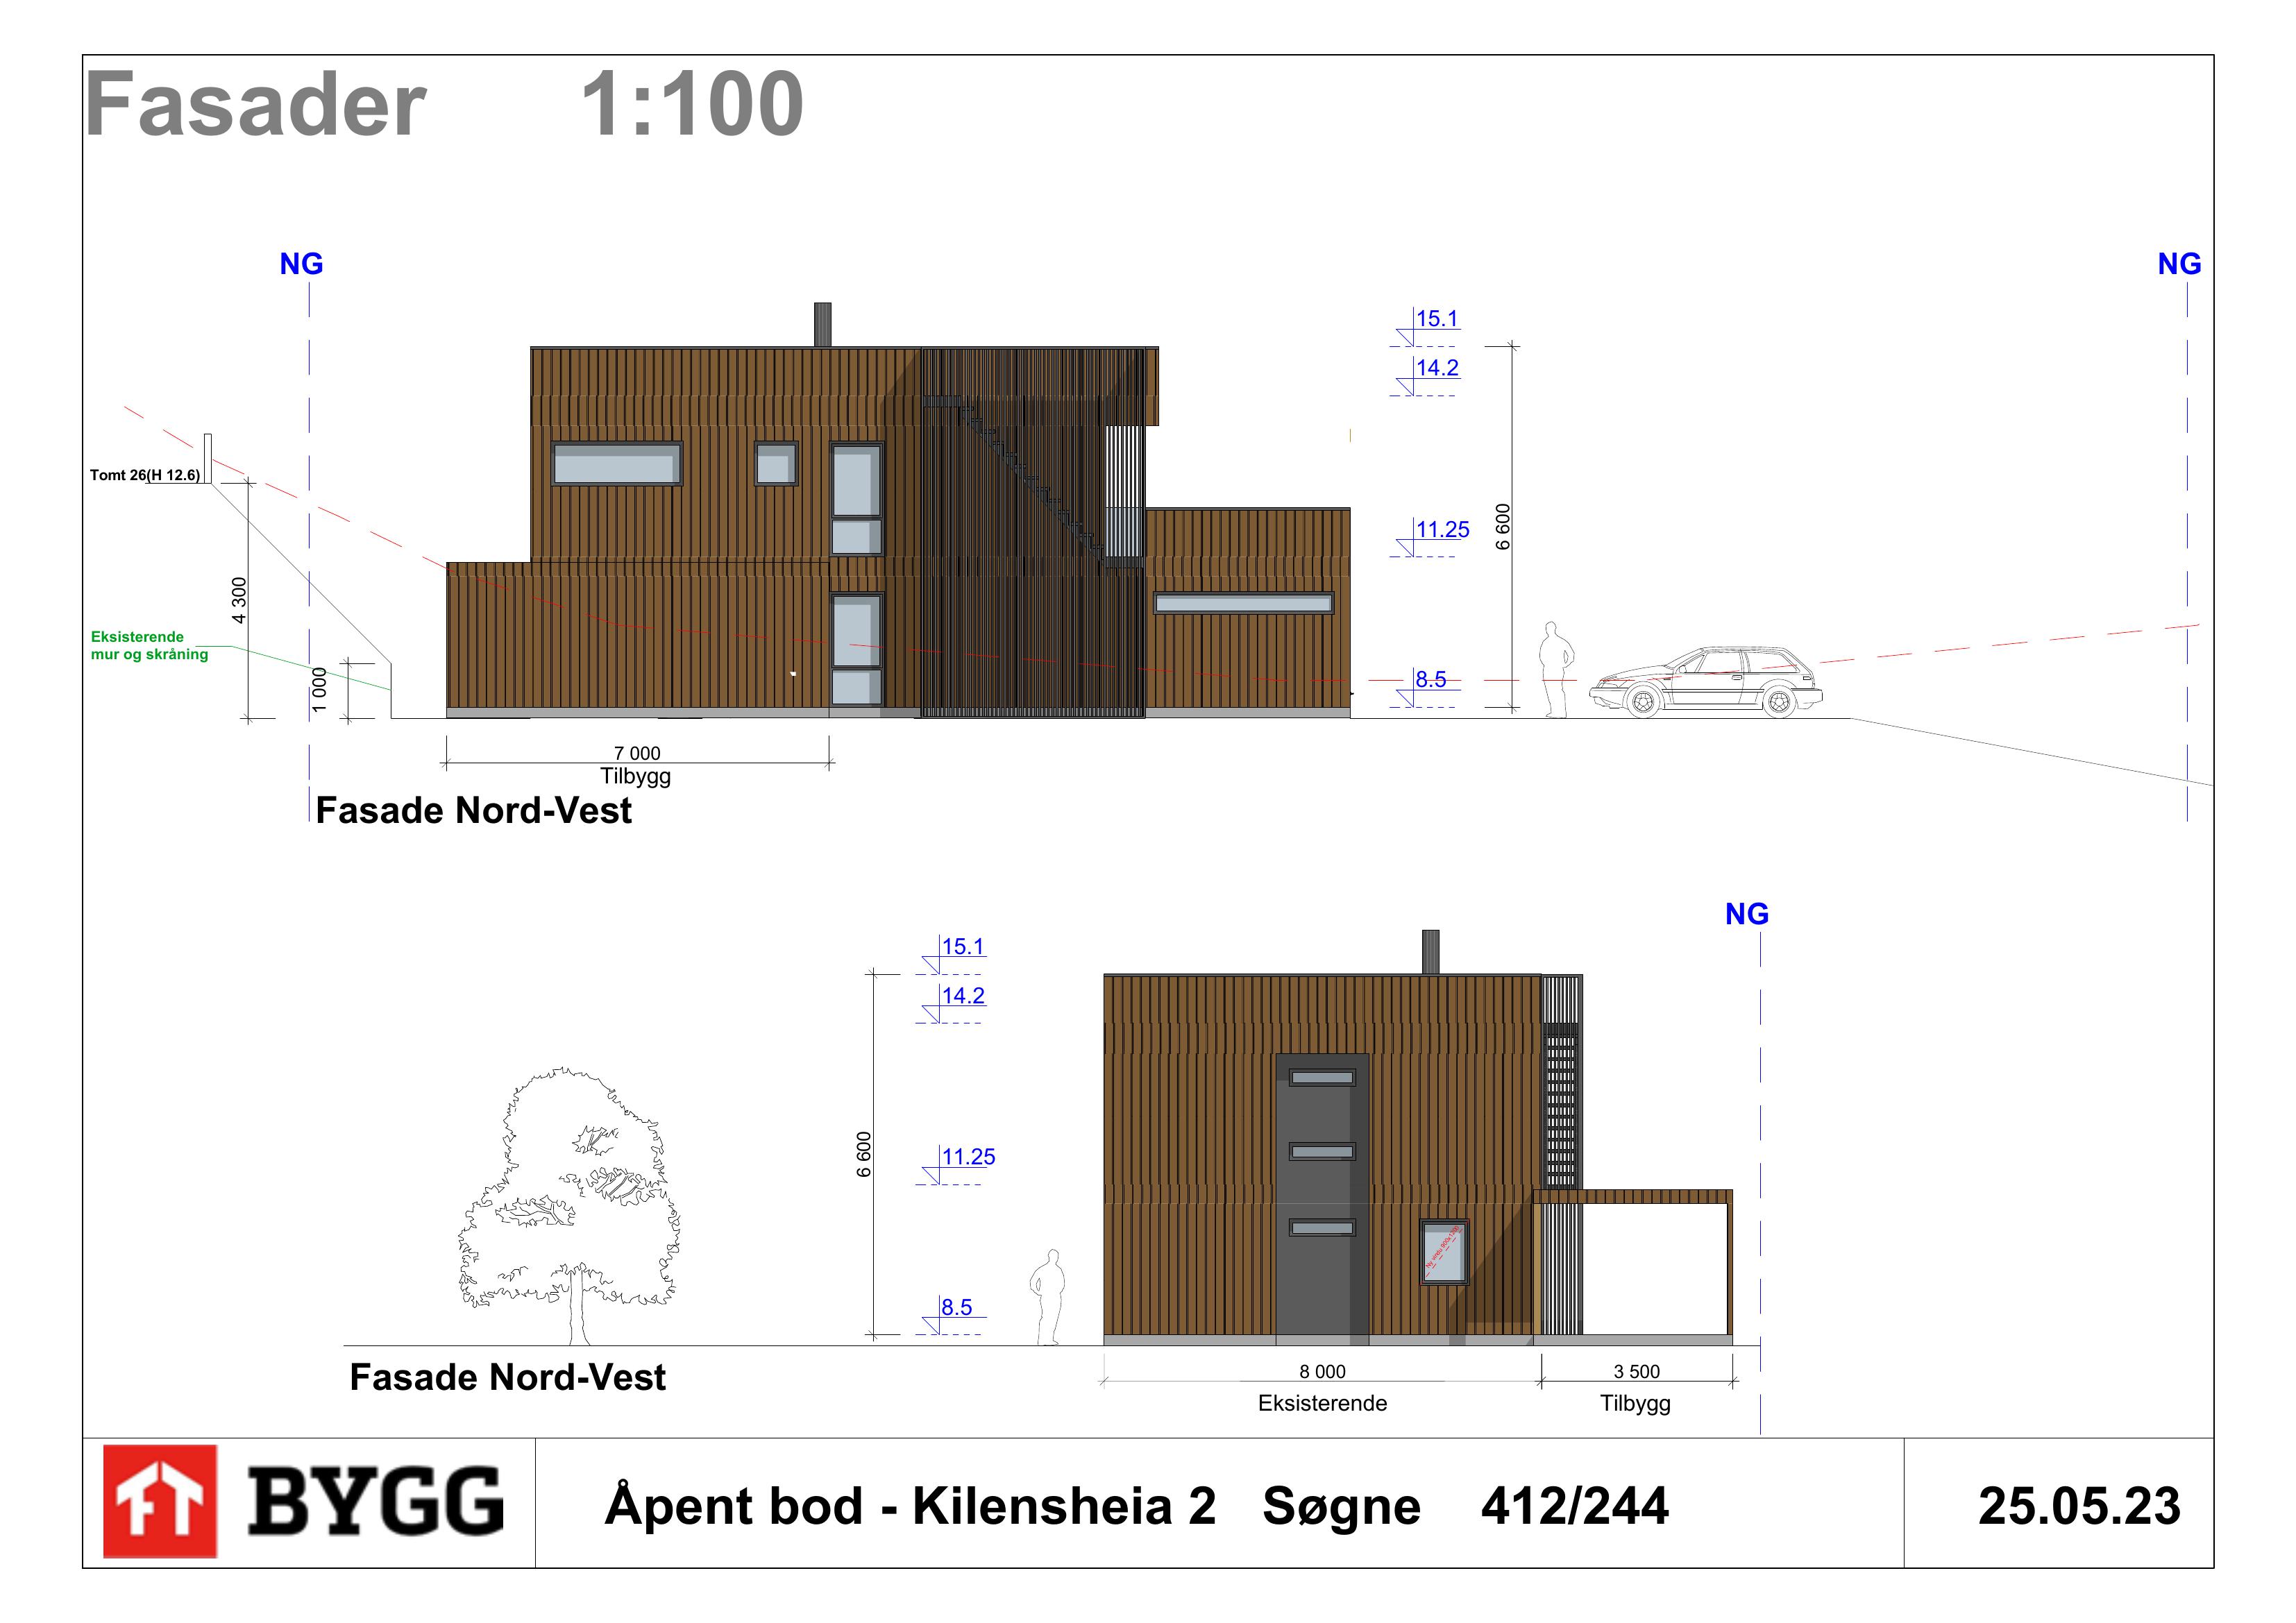 Fasader 1:100
NG
NG
15.1
14.2
Tomt 26(H 12.6)
11.25
6 600
4 300
Eksisterende
mur og skråning
1 000
8.5
7 000
Tilbygg
Fasade Nord-Vest
NG
15.1
14.2
6 600
11.25
Ny vindu 900x1200
8.5
Fasade Nord-Vest
8 000
3 500
Eksisterende
Tilbygg
BYGG
Åpent bod - Kilensheia 2 Søgne 412/244
25.05.23